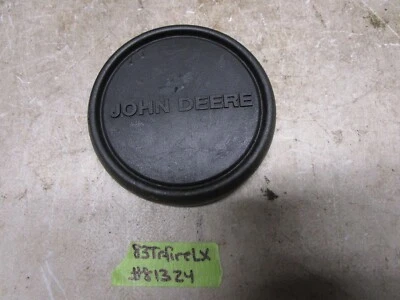 JOHN DEERE
83TrfireLX
#81324